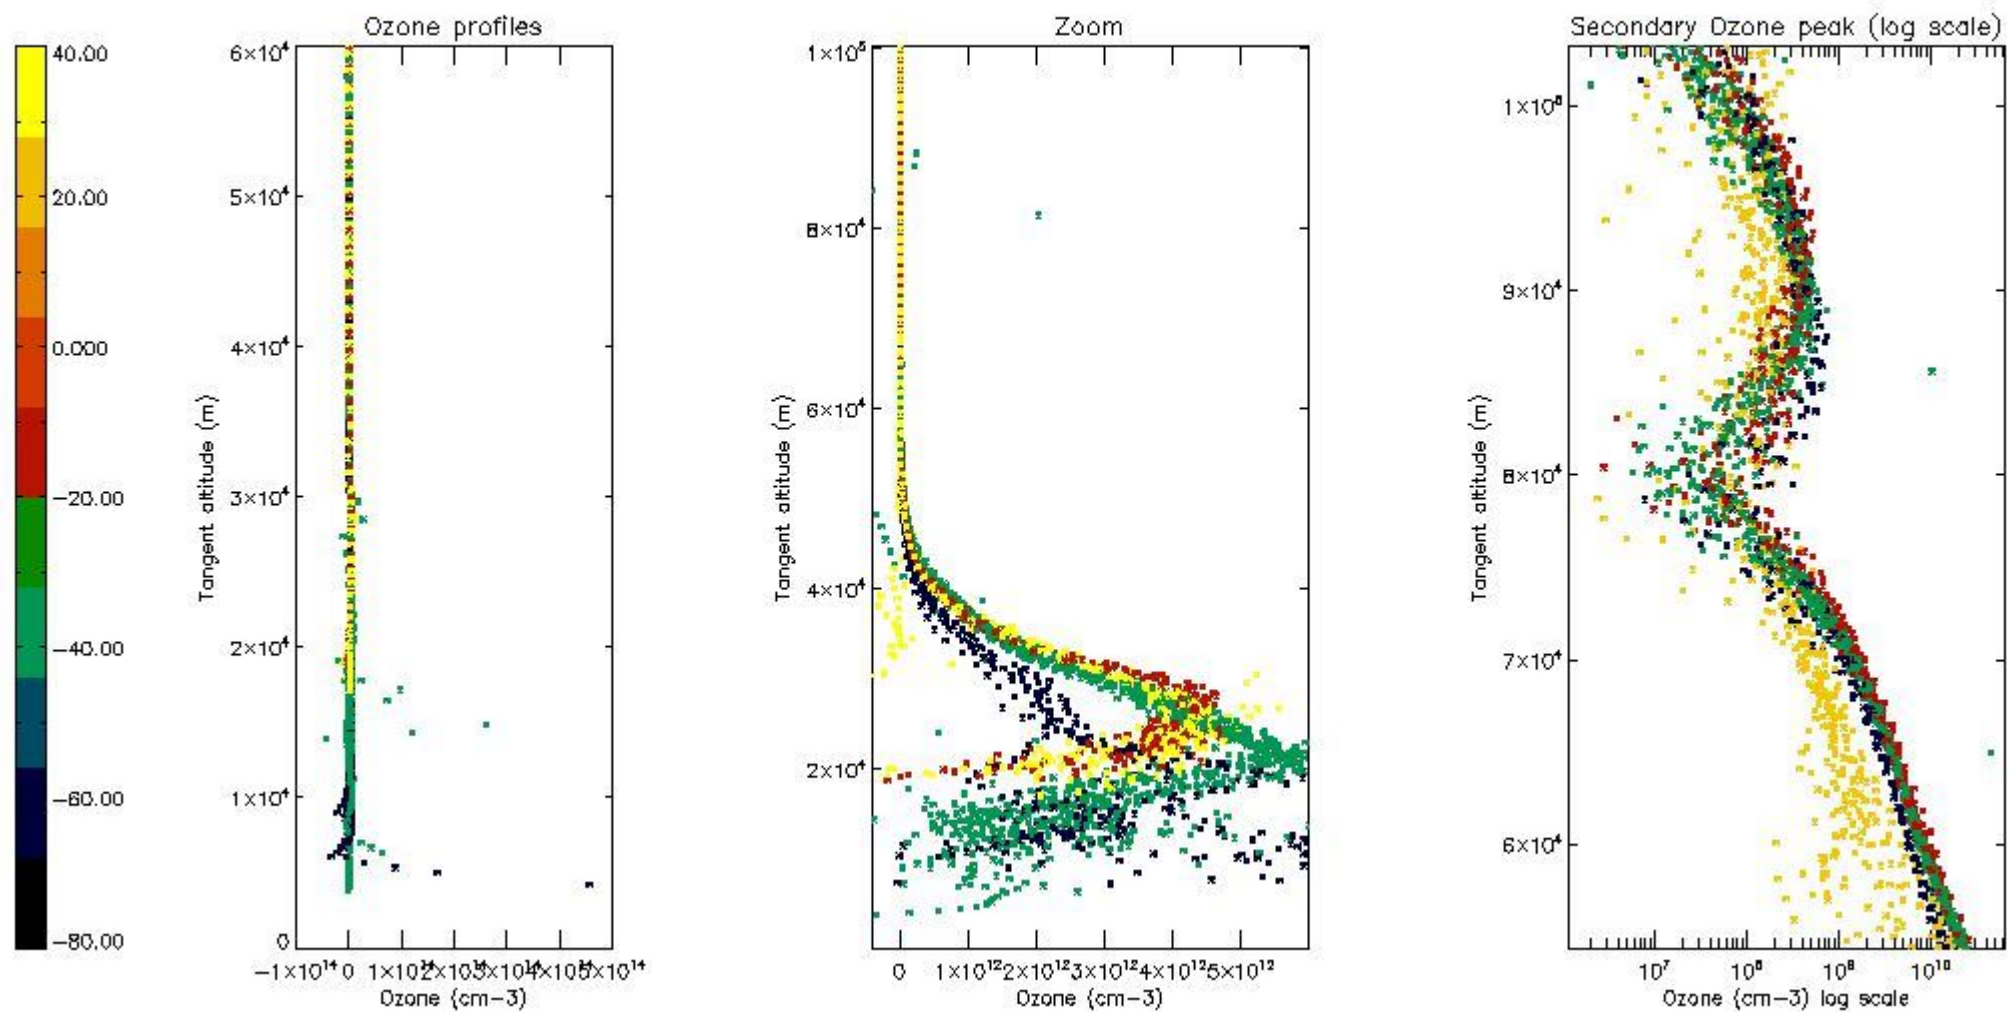 Ozone profiles
Zoom
Secondary Ozone peak (log scale)
40.00
20.00
0.000
−20.00
−40.00
−60.00
−80.00
6×10⁴
5×10⁴
4×10⁴
3×10⁴
2×10⁴
1×10⁴
0
Tangent altitude (m)
0
Ozone (cm−3)
1×10⁵
8×10⁴
6×10⁴
4×10⁴
2×10⁴
Tangent altitude (m)
0 1×10¹² 2×10¹² 3×10¹² 4×10¹² 5×10¹²
Ozone (cm−3)
9×10⁴
8×10⁴
7×10⁴
6×10⁴
Tangent altitude (m)
10⁷ 10⁸ 10⁹ 10¹⁰
Ozone (cm−3) log scale